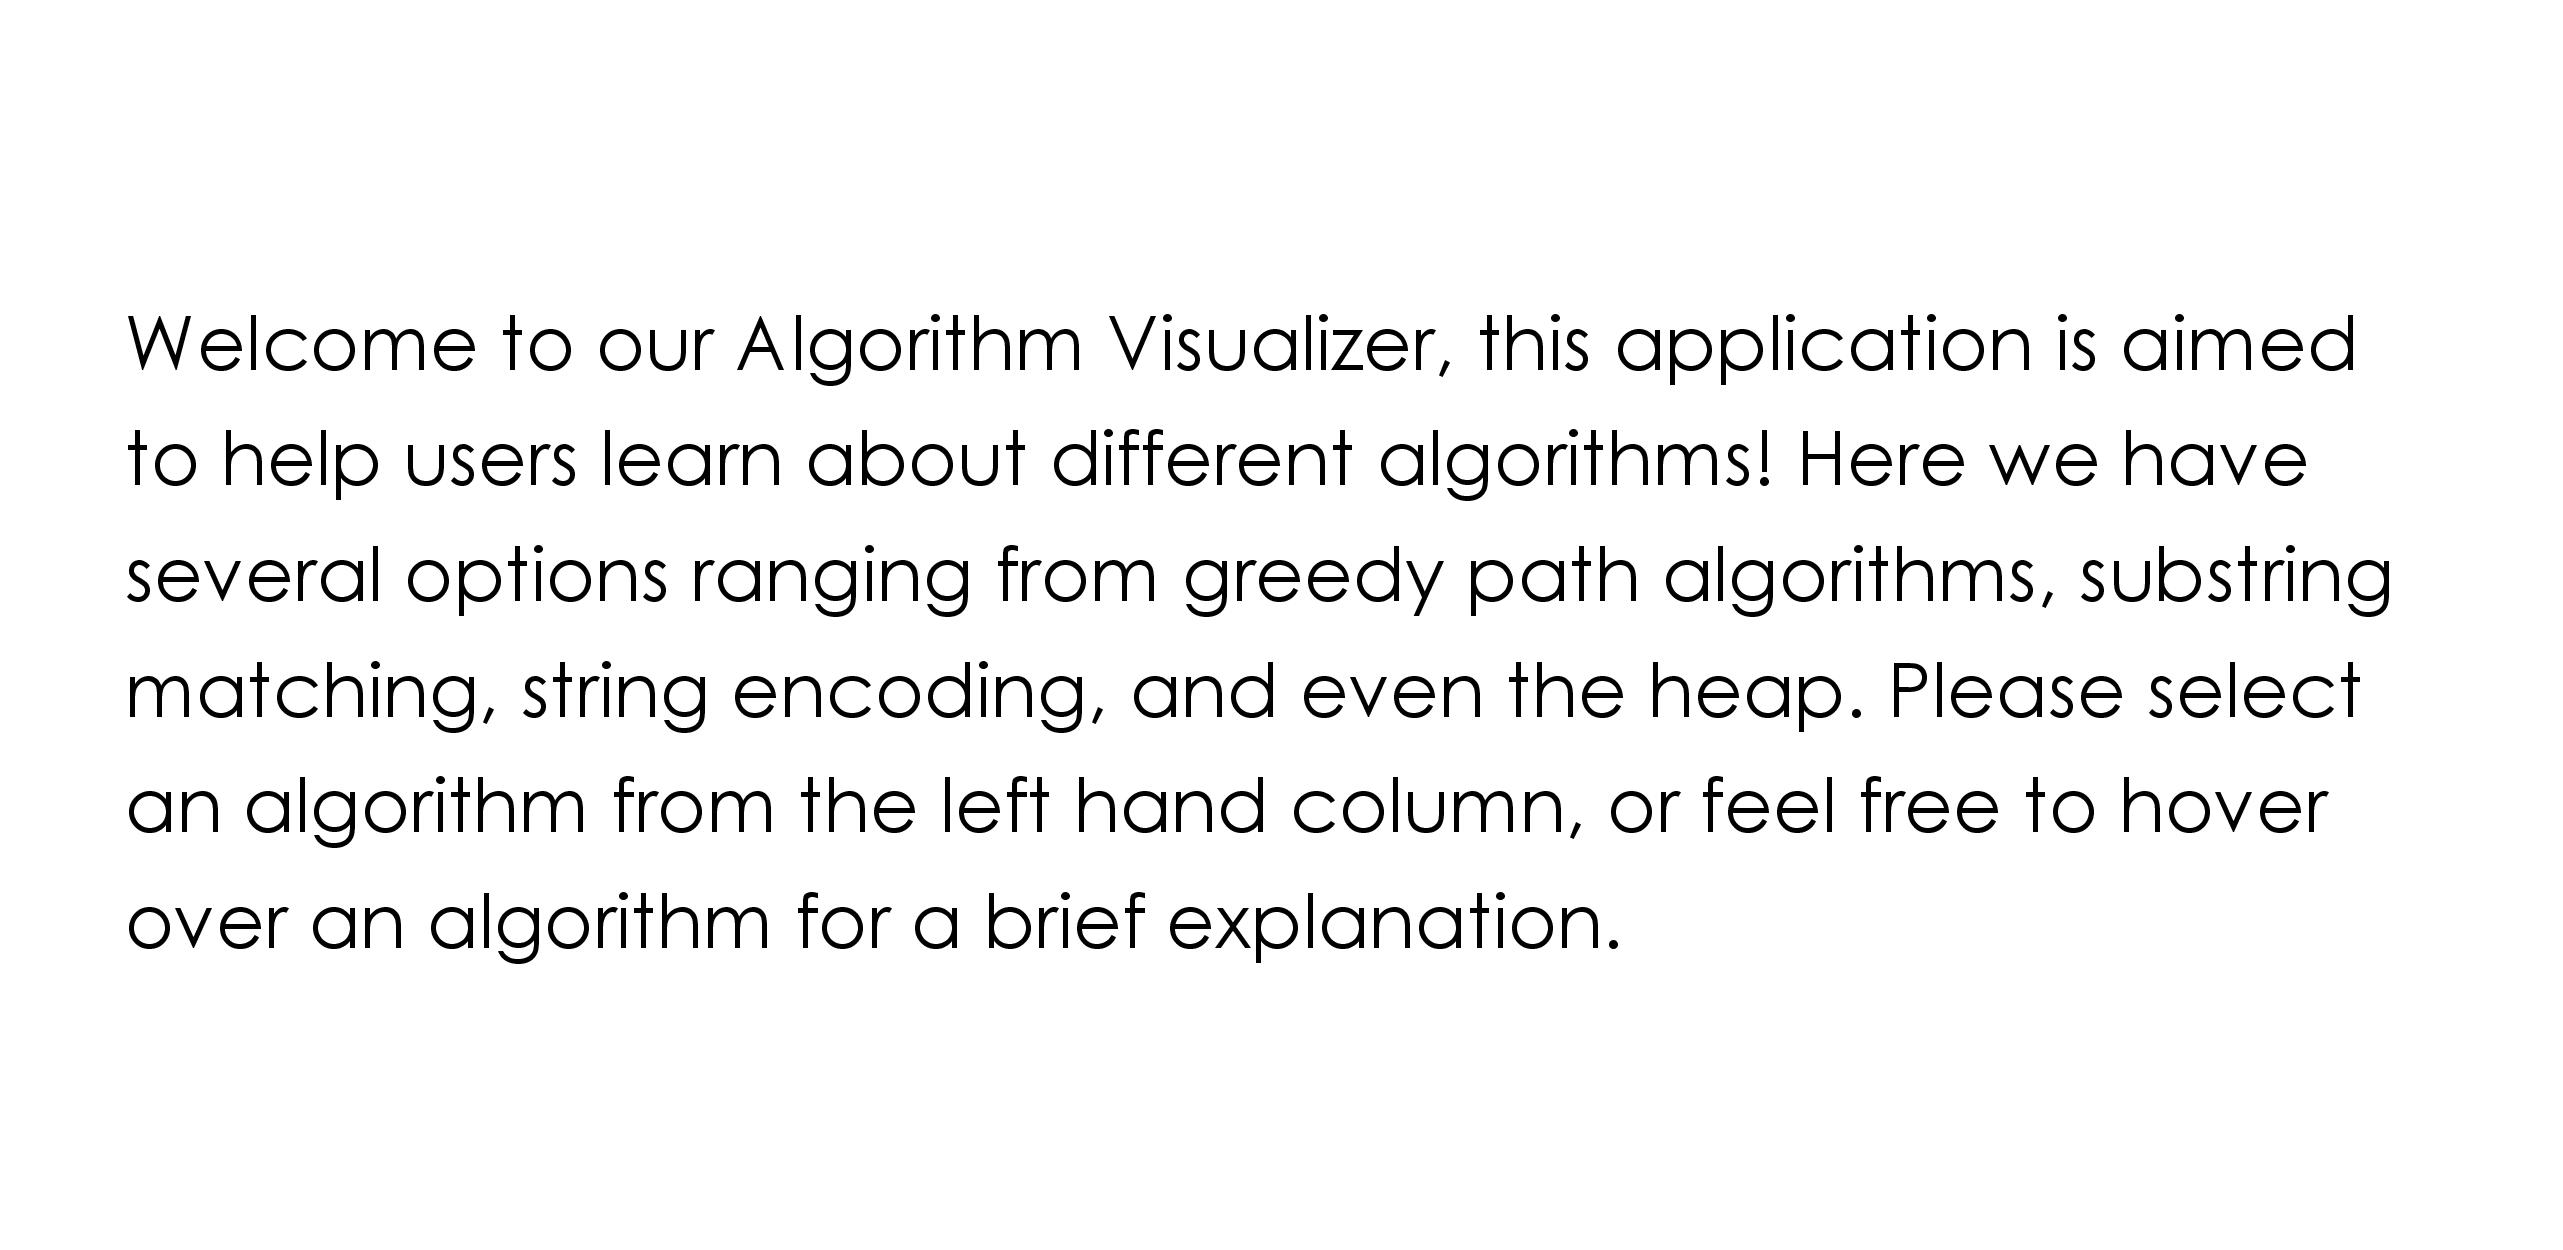 Welcome to our Algorithm Visualizer, this application is aimed
to help users learn about different algorithms! Here we have
several options ranging from greedy path algorithms, substring
matching, string encoding, and even the heap. Please select
an algorithm from the left hand column, or feel free to hover
over an algorithm for a brief explanation.